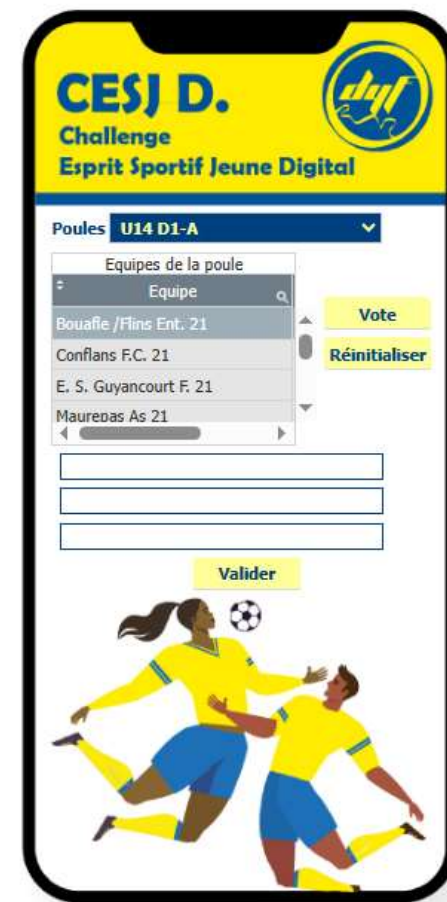 CESJ D.
Challenge
Esprit Sportif Jeune Digital
dyf
Poules U14 D1-A
Equipes de la poule
Equipe
Bouafle /Flins Ent. 21
Conflans F.C. 21
E. S. Guyancourt F. 21
Maurepas As 21
Vote
Réinitialiser
Valider